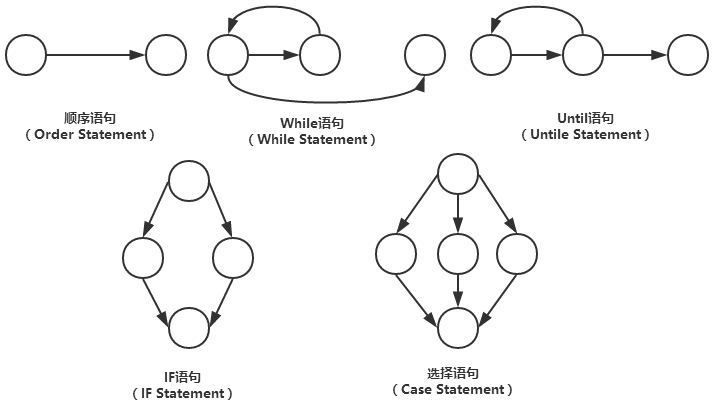 顺序语句
（Order Statement）
While语句
（While Statement）
Until语句
（Untile Statement）
IF语句
（IF Statement）
选择语句
（Case Statement）